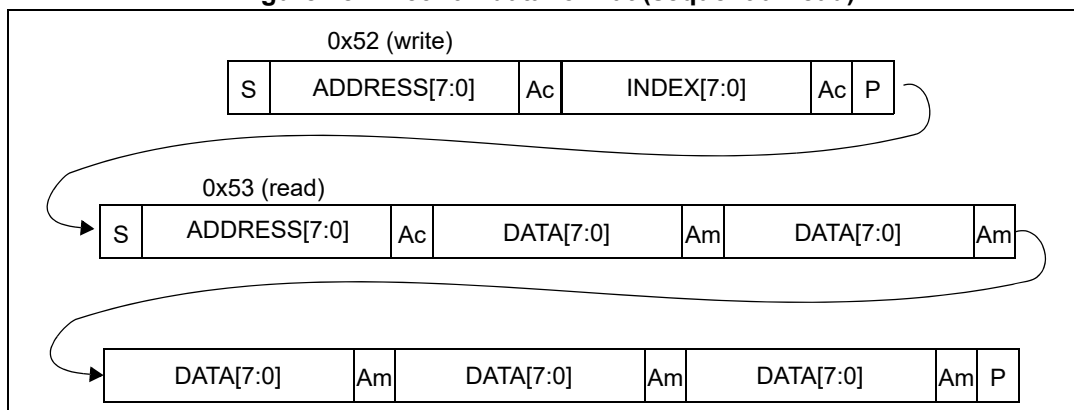 0x52 (write)
S ADDRESS[7:0] Ac INDEX[7:0] Ac P
0x53 (read)
S ADDRESS[7:0] Ac DATA[7:0] Am DATA[7:0] Am
DATA[7:0] Am DATA[7:0] Am DATA[7:0] Am P